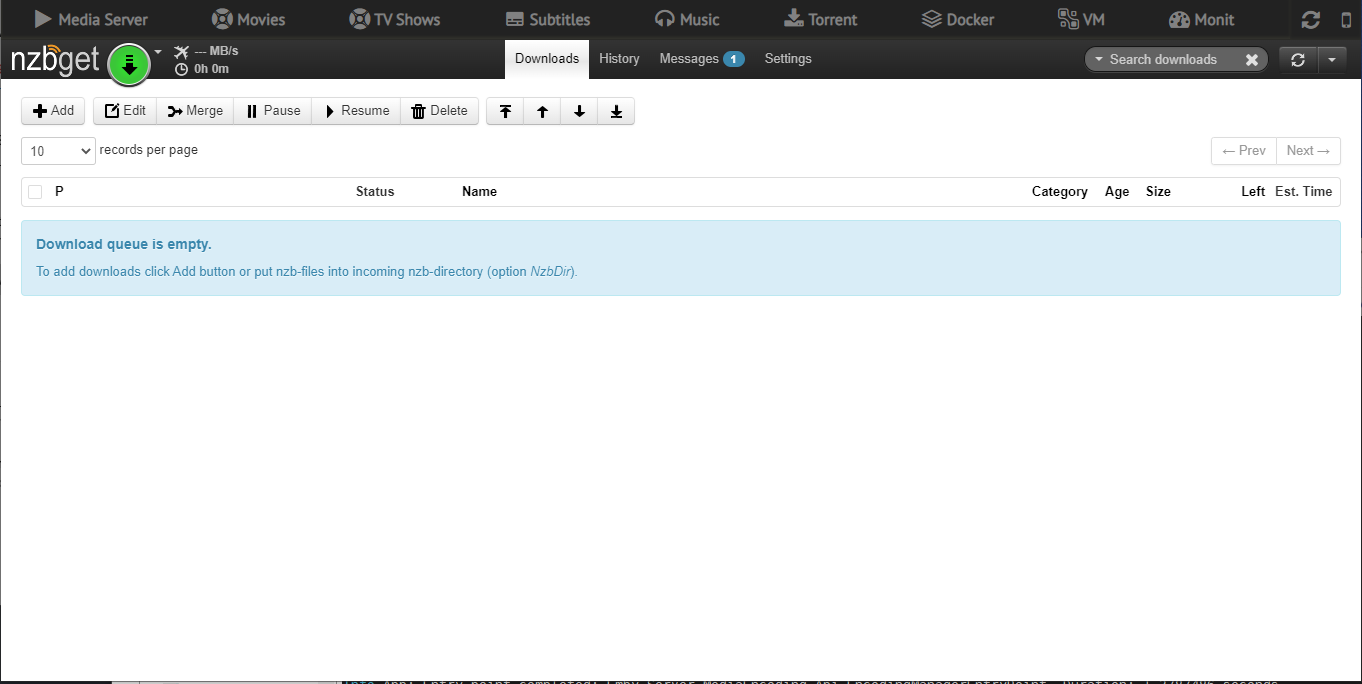 Media Server Movies TV Shows Subtitles Music Torrent Docker VM Monit
nzbget --- MB/s Downloads History Messages 1 Settings Search downloads
0h 0m
Add Edit Merge Pause Resume Delete
10 records per page ← Prev Next →
P Status Name Category Age Size Left Est. Time
Download queue is empty.
To add downloads click Add button or put nzb-files into incoming nzb-directory (option NzbDir).